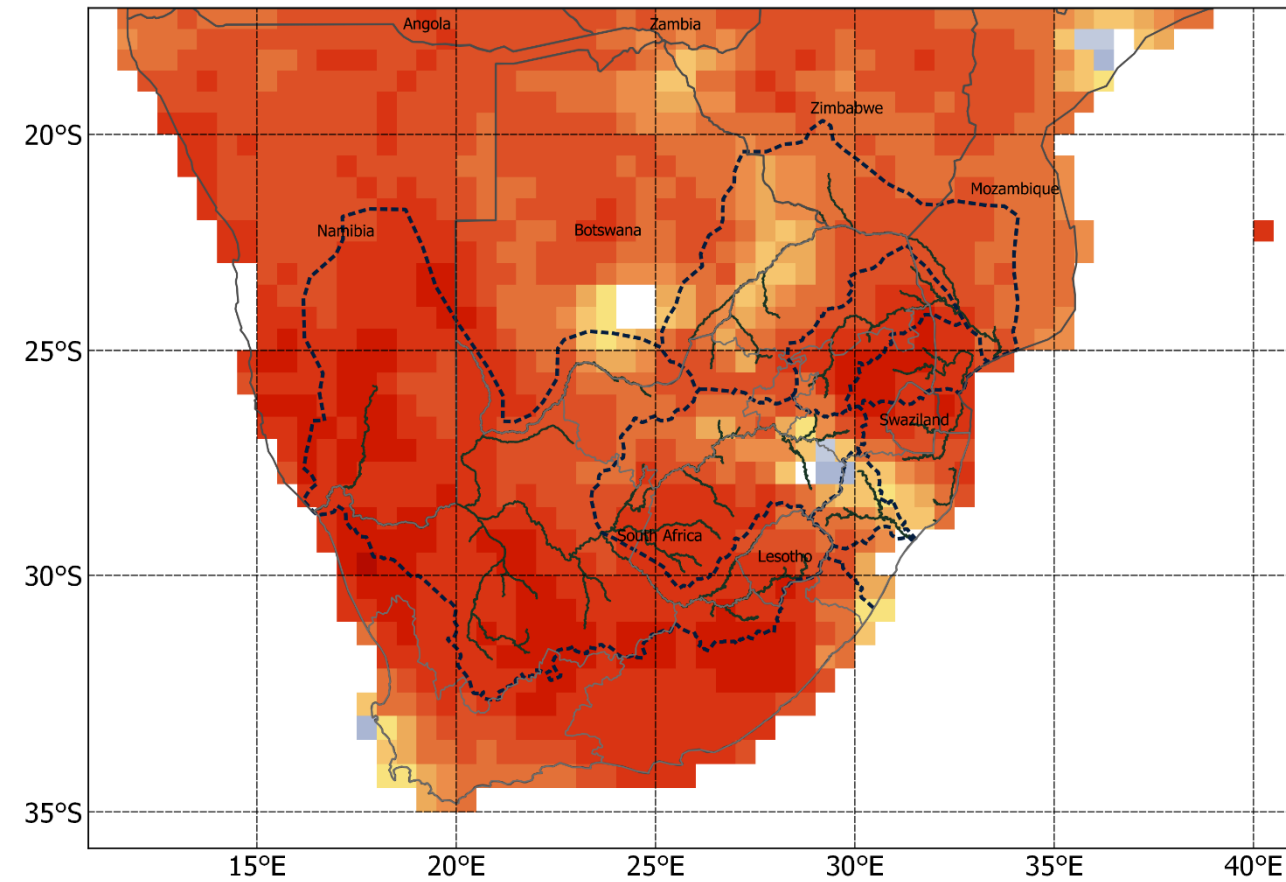 Angola
Zambia
Zimbabwe
20°S
Mozambique
Namibia
Botswana
25°S
Swaziland
South Africa
Lesotho
30°S
35°S
15°E
20°E
25°E
30°E
35°E
40°E